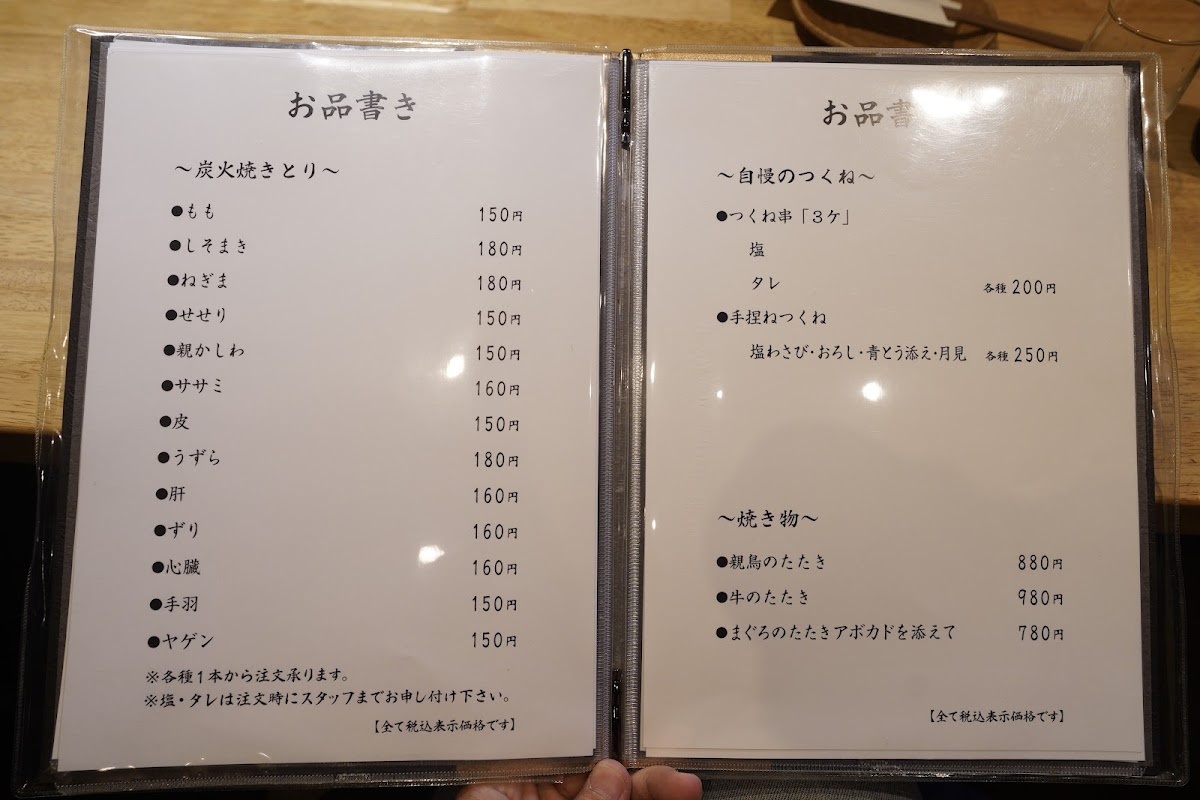 お品書き
～炭火焼きとり～
●もも 150円
●しそまき 180円
●ねぎま 180円
●せせり 150円
●親かしわ 150円
●ササミ 160円
●皮 150円
●うずら 180円
●肝 160円
●ずり 160円
●心臓 160円
●手羽 150円
●ヤゲン 150円
※各種1本から注文承ります。
※塩・タレは注文時にスタッフまでお申し付け下さい。
【全て税込表示価格です】
お品書
～自慢のつくね～
●つくね串「3ケ」
塩
タレ 各種 200円
●手捏ねつくね
塩わさび・おろし・青とう添え・月見 各種 250円
～焼き物～
●親鳥のたたき 880円
●牛のたたき 980円
●まぐろのたたきアボカドを添えて 780円
【全て税込表示価格です】